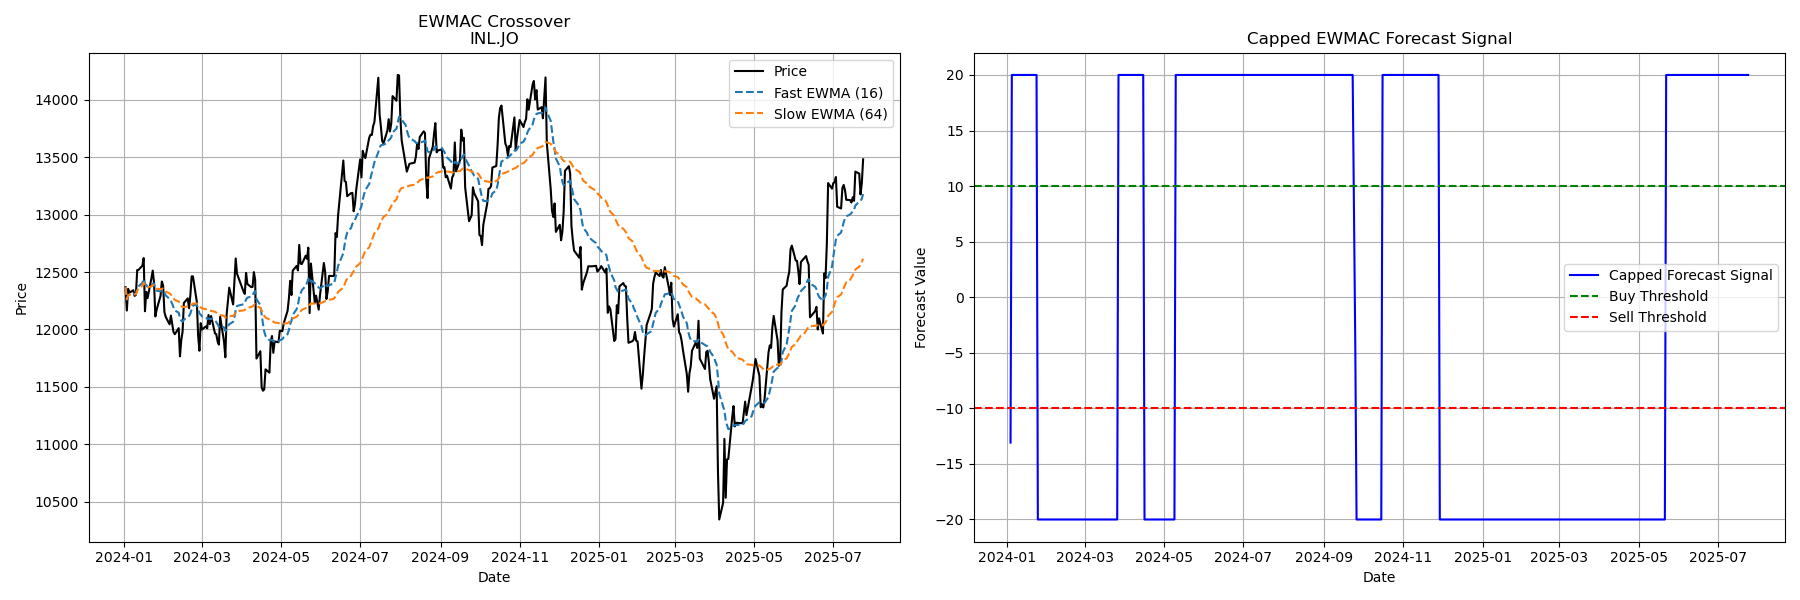 EWMAC Crossover
INL.JO
Price
Fast EWMA (16)
Slow EWMA (64)
14000
13500
13000
12500
12000
11500
11000
10500
Price
2024-01 2024-03 2024-05 2024-07 2024-09 2024-11 2025-01 2025-03 2025-05 2025-07
Date
Capped EWMAC Forecast Signal
20
15
10
5
0
−5
−10
−15
−20
Forecast Value
Capped Forecast Signal
Buy Threshold
Sell Threshold
2024-01 2024-03 2024-05 2024-07 2024-09 2024-11 2025-01 2025-03 2025-05 2025-07
Date